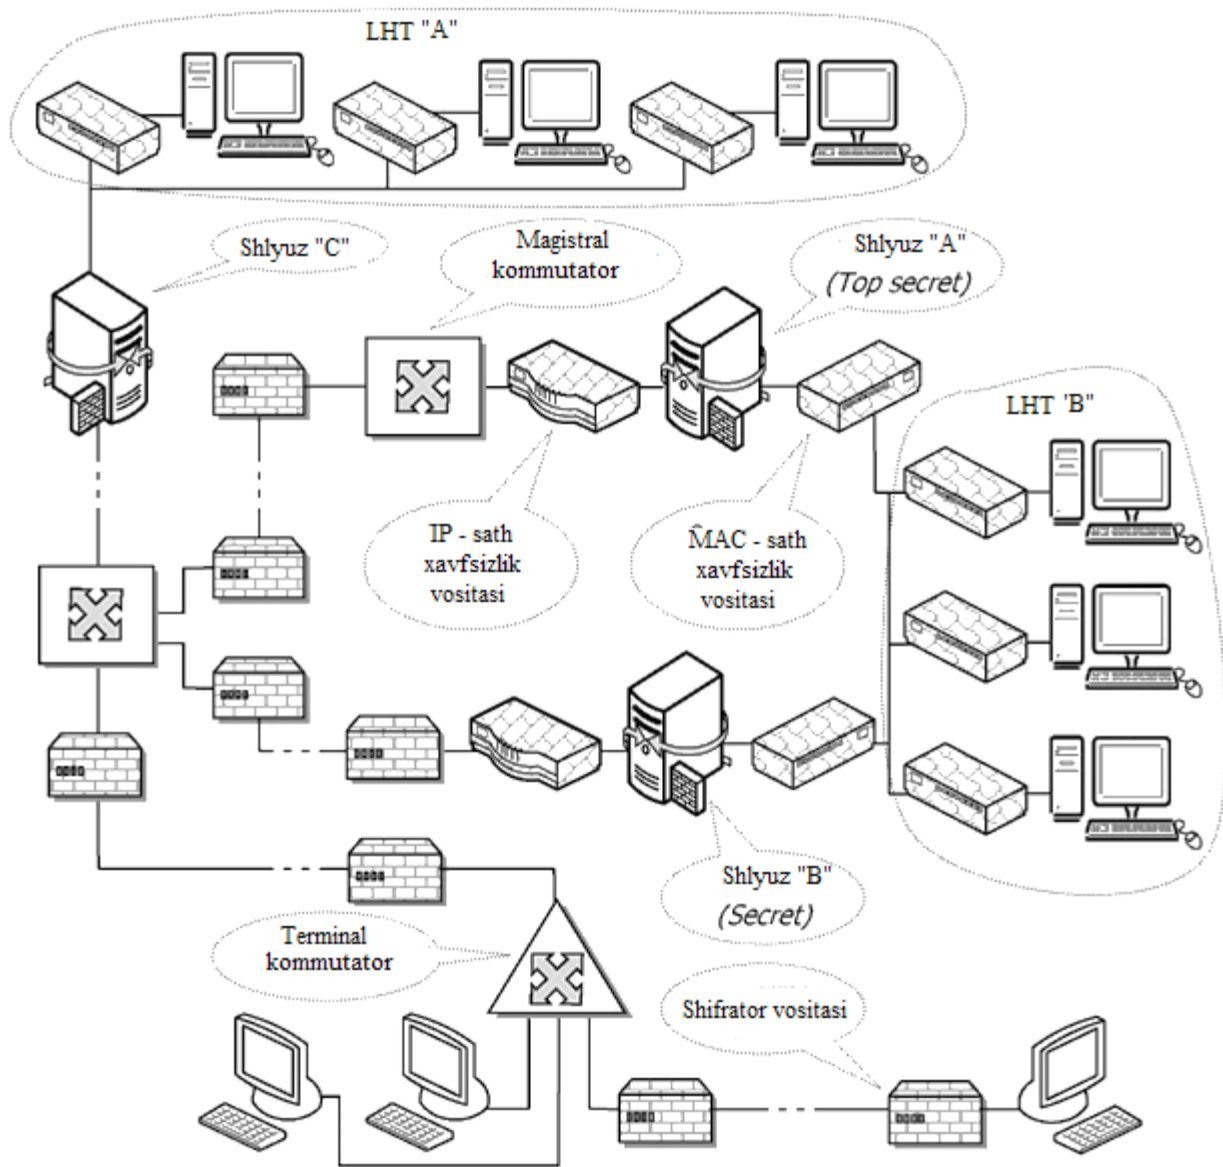 LHT "A"
Shlyuz "C"
Magistral
kommutator
Shlyuz "A"
(Top secret)
LHT 'B"
IP - sath
xavfsizlik
vositasi
M̂AC - sath
xavfsizlik
vositasi
Shlyuz "B"
(Secret)
Terminal
kommutator
Shifrator vositasi